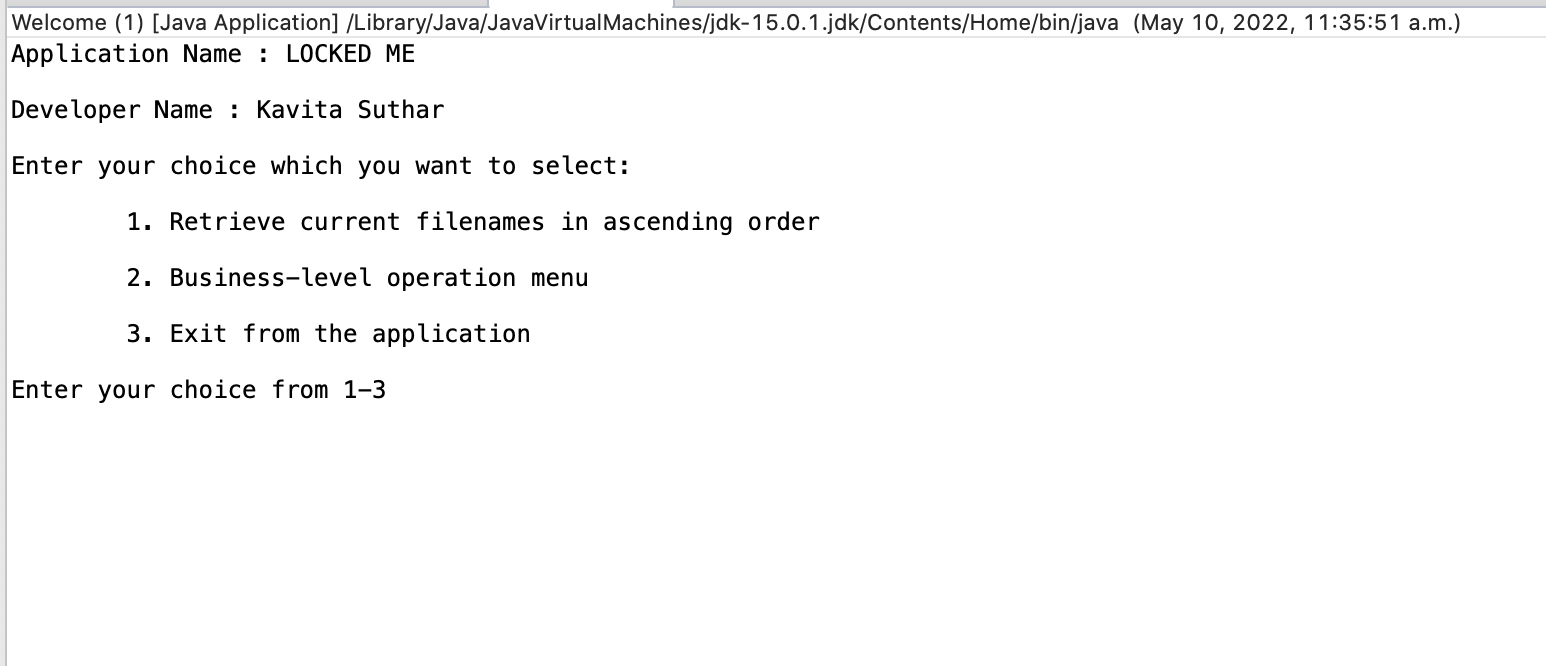 Welcome (1) [Java Application] /Library/Java/JavaVirtualMachines/jdk-15.0.1.jdk/Contents/Home/bin/java (May 10, 2022, 11:35:51 a.m.)
Application Name : LOCKED ME
Developer Name : Kavita Suthar
Enter your choice which you want to select:
1. Retrieve current filenames in ascending order
2. Business-level operation menu
3. Exit from the application
Enter your choice from 1-3